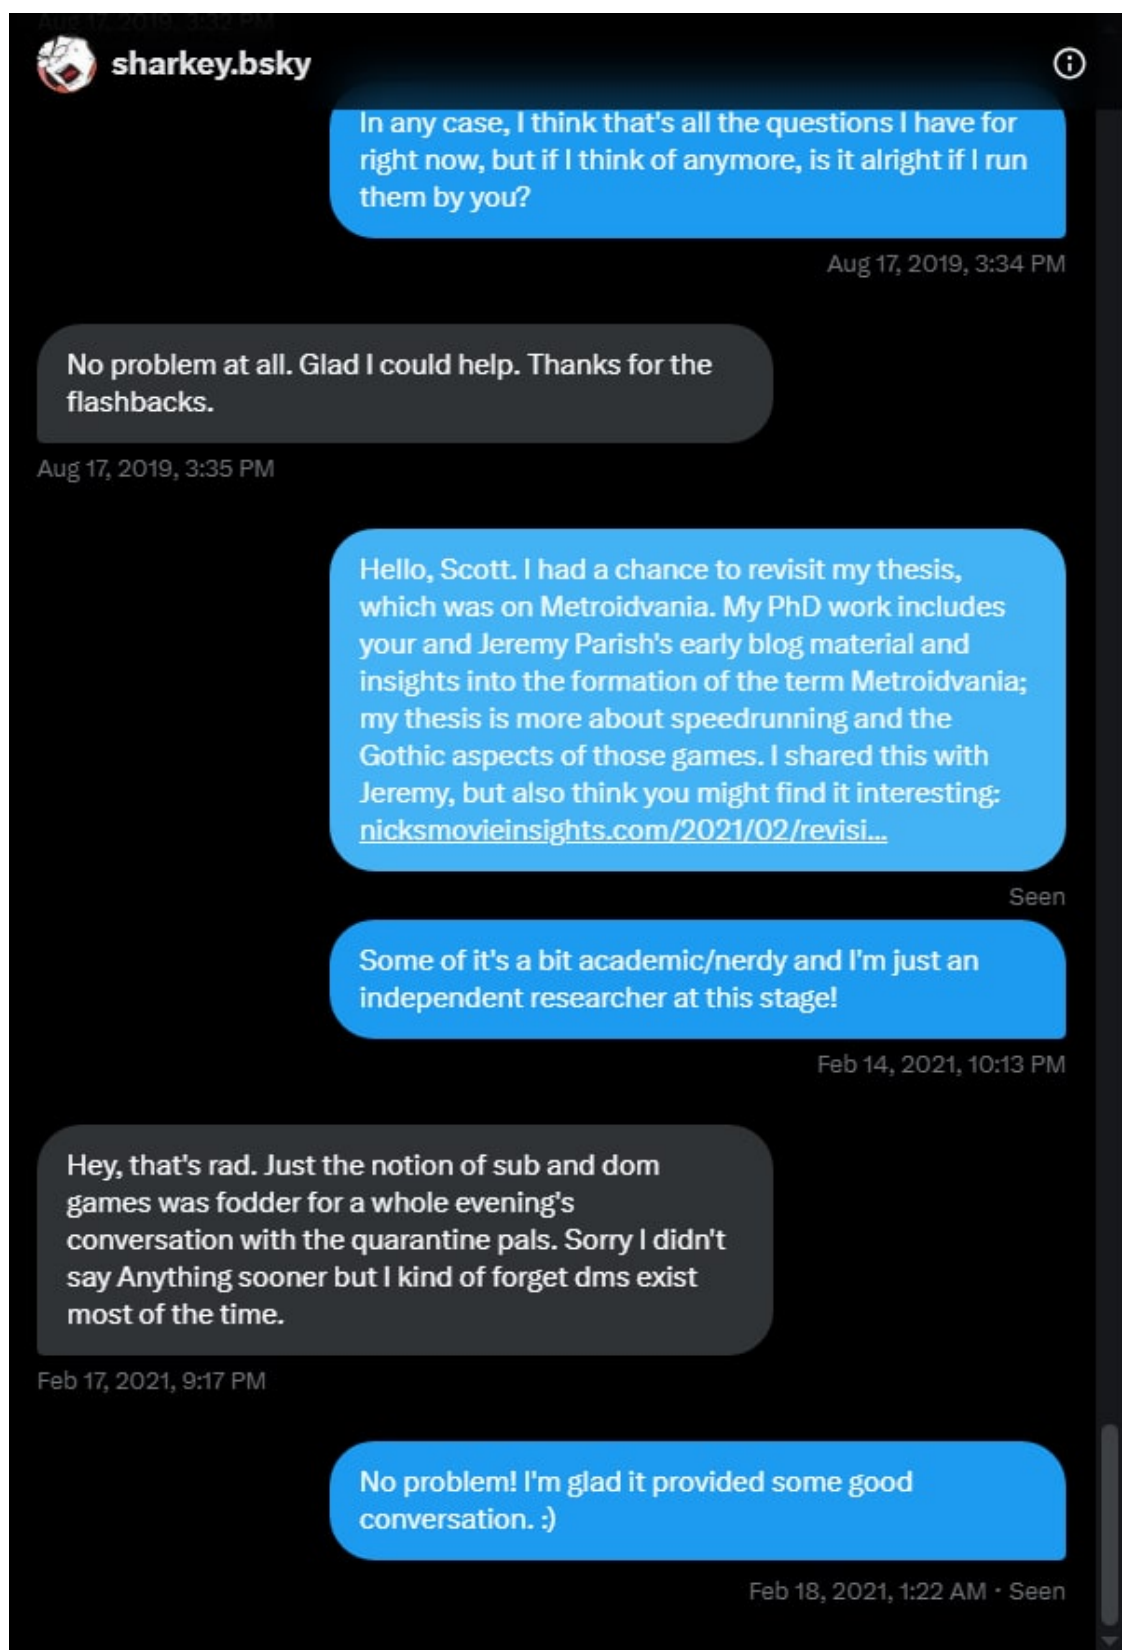 Aug 17, 2019, 3:32 PM
sharkey.bsky
In any case, I think that's all the questions I have for
right now, but if I think of anymore, is it alright if I run
them by you?
Aug 17, 2019, 3:34 PM
No problem at all. Glad I could help. Thanks for the
flashbacks.
Aug 17, 2019, 3:35 PM
Hello, Scott. I had a chance to revisit my thesis,
which was on Metroidvania. My PhD work includes
your and Jeremy Parish's early blog material and
insights into the formation of the term Metroidvania;
my thesis is more about speedrunning and the
Gothic aspects of those games. I shared this with
Jeremy, but also think you might find it interesting:
nicksmovieinsights.com/2021/02/revisi...
Seen
Some of it's a bit academic/nerdy and I'm just an
independent researcher at this stage!
Feb 14, 2021, 10:13 PM
Hey, that's rad. Just the notion of sub and dom
games was fodder for a whole evening's
conversation with the quarantine pals. Sorry I didn't
say Anything sooner but I kind of forget dms exist
most of the time.
Feb 17, 2021, 9:17 PM
No problem! I'm glad it provided some good
conversation. :)
Feb 18, 2021, 1:22 AM · Seen